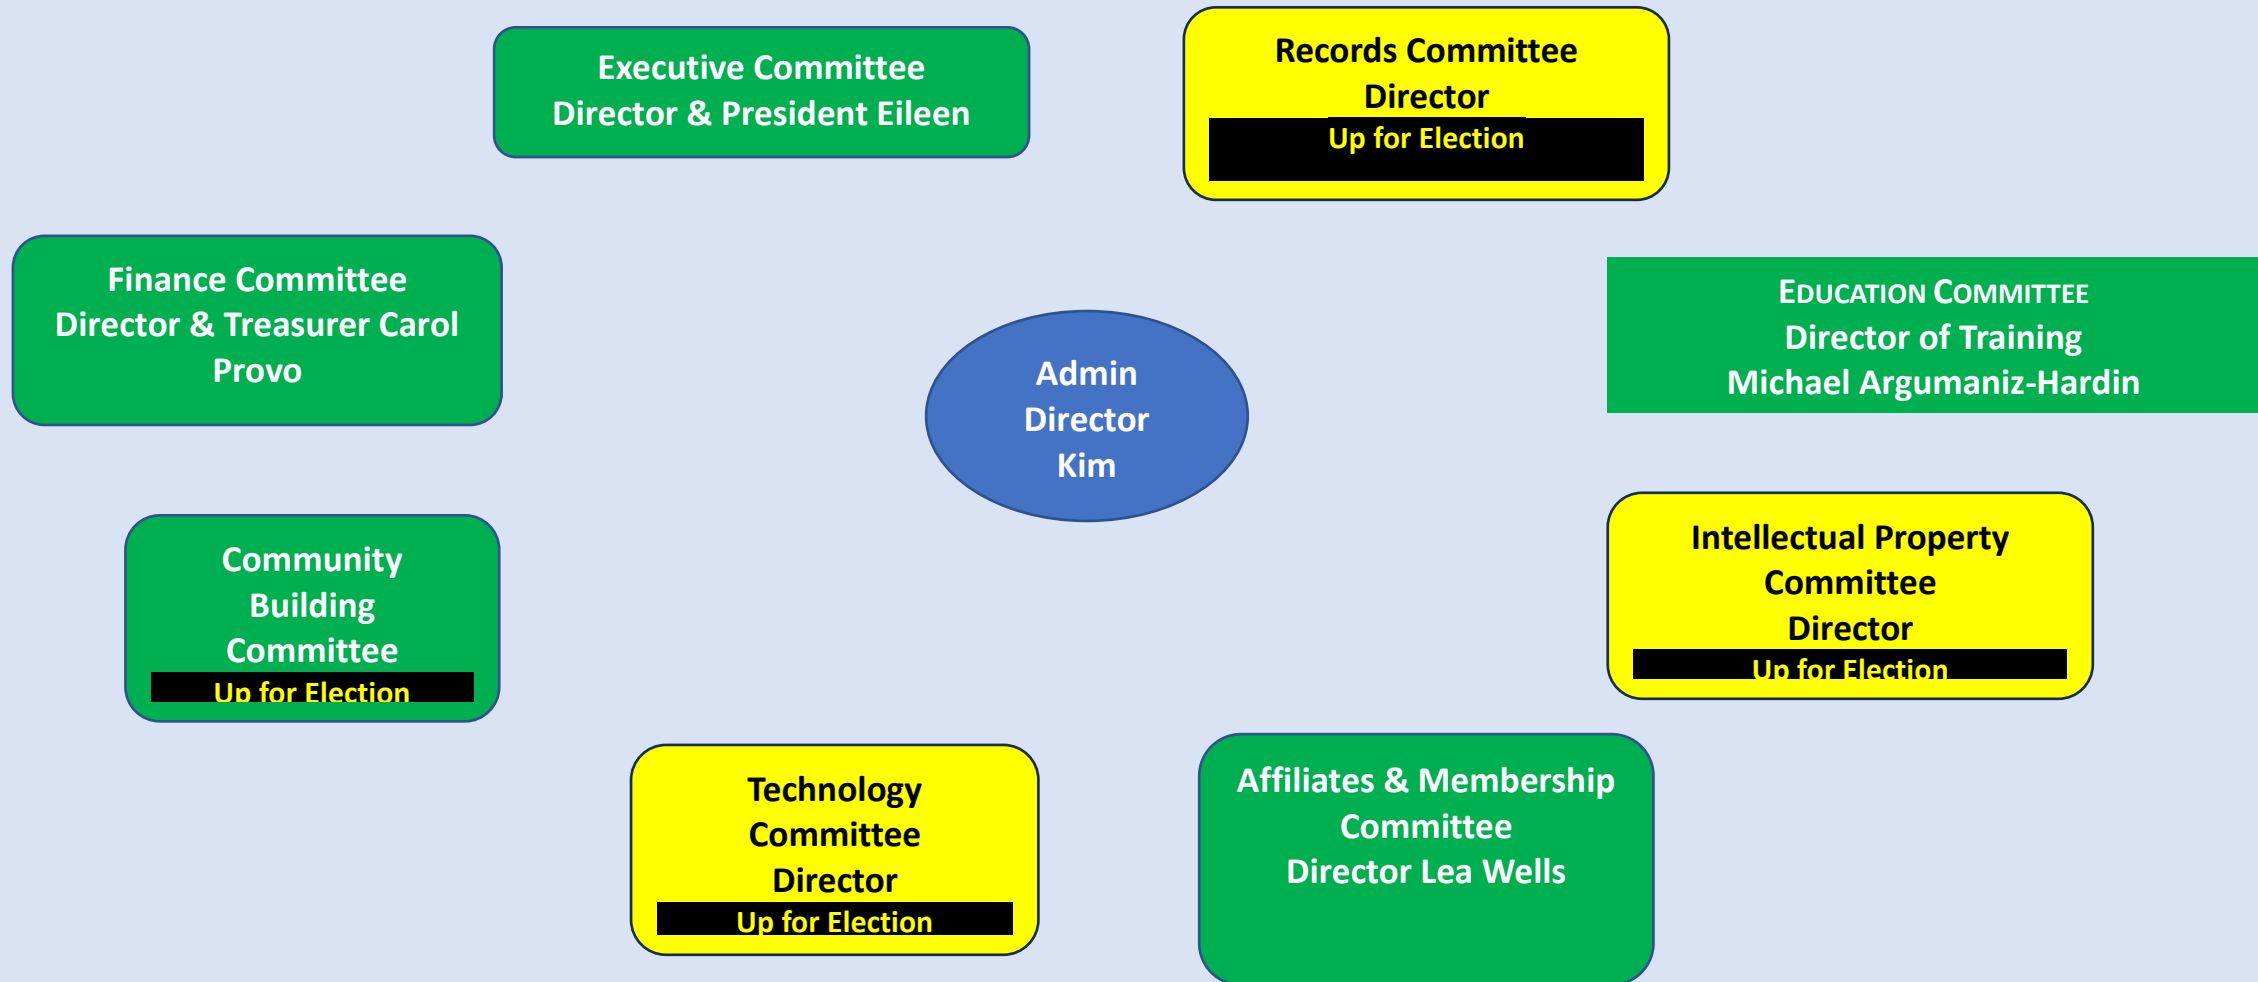 Executive Committee
Director & President Eileen
Records Committee
Director
Up for Election
Finance Committee
Director & Treasurer Carol
Provo
Admin
Director
Kim
EDUCATION COMMITTEE
Director of Training
Michael Argumaniz-Hardin
Community
Building
Committee
Up for Election
Intellectual Property
Committee
Director
Up for Election
Technology
Committee
Director
Up for Election
Affiliates & Membership
Committee
Director Lea Wells